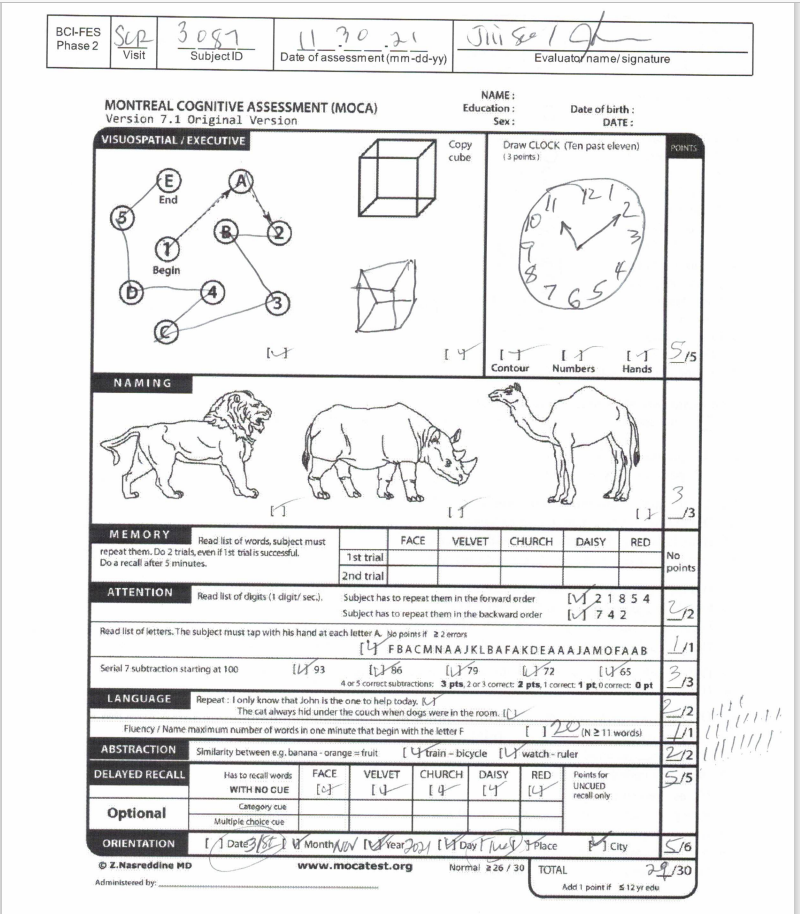 BCI-FES
Phase 2
SCR
Visit
3087
Subject ID
11 30 21
Date of assessment (mm-dd-yy)
Evaluator name/signature
MONTREAL COGNITIVE ASSESSMENT (MOCA)
Version 7.1 Original Version
NAME :
Education :
Sex :
Date of birth :
DATE :
VISUOSPATIAL / EXECUTIVE
POINTS
E
End
A
5
B
2
1
Begin
D
4
3
C
[✓]
Copy
cube
[✓]
Draw CLOCK (Ten past eleven)
(3 points)
11 12 1
10 2
9 3
8 4
7 6 5
[✓] [✓] [✓]
Contour Numbers Hands
5/5
NAMING
[✓] [✓] [✓]
3/3
MEMORY
Read list of words, subject must
repeat them. Do 2 trials, even if 1st trial is successful.
Do a recall after 5 minutes.
FACE VELVET CHURCH DAISY RED
1st trial
2nd trial
No
points
ATTENTION
Read list of digits (1 digit/ sec.).
Subject has to repeat them in the forward order [✓] 2 1 8 5 4
Subject has to repeat them in the backward order [✓] 7 4 2
2/2
Read list of letters. The subject must tap with his hand at each letter A. No points if ≥ 2 errors
[✓] F B A C M N A A J K L B A F A K D E A A A J A M O F A A B
1/1
Serial 7 subtraction starting at 100 [✓] 93 [✓] 86 [✓] 79 [✓] 72 [✓] 65
4 or 5 correct subtractions: 3 pts, 2 or 3 correct: 2 pts, 1 correct: 1 pt, 0 correct: 0 pt
3/3
LANGUAGE
Repeat : I only know that John is the one to help today. [✓]
The cat always hid under the couch when dogs were in the room. [✓]
2/2
Fluency / Name maximum number of words in one minute that begin with the letter F [ ] 20 (N ≥ 11 words)
1/1
ABSTRACTION
Similarity between e.g. banana - orange = fruit [✓] train – bicycle [✓] watch - ruler
2/2
DELAYED RECALL
Has to recall words
WITH NO CUE
FACE VELVET CHURCH DAISY RED
[✓] [✓] [✓] [✓] [✓]
Points for
UNCUED
recall only
5/5
Optional
Category cue
Multiple choice cue
ORIENTATION
[ ] Date 31st [✓] Month Nov [✓] Year 2021 [✓] Day Tues [✓] Place [✓] City
5/6
© Z.Nasreddine MD
www.mocatest.org
Normal ≥ 26 / 30
TOTAL
29/30
Add 1 point if ≤ 12 yr edu
Administered by: